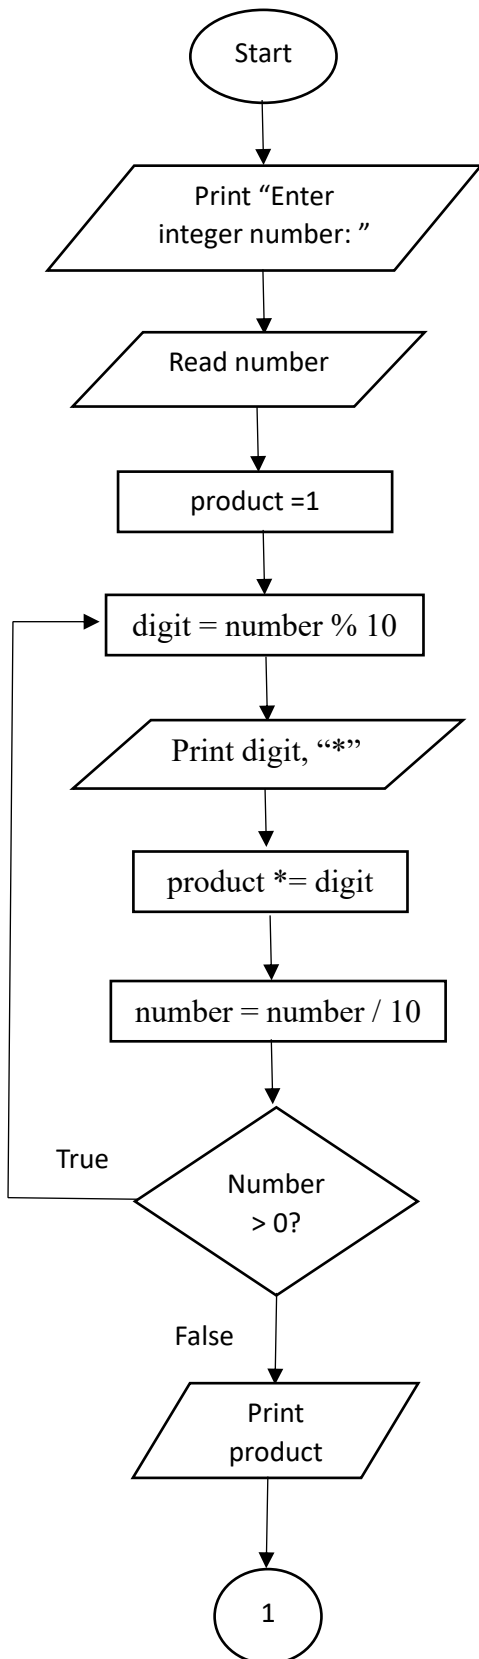 Start
Print “Enter
integer number: ”
Read number
product =1
digit = number % 10
Print digit, “*”
product *= digit
number = number / 10
True
Number
> 0?
False
Print
product
1